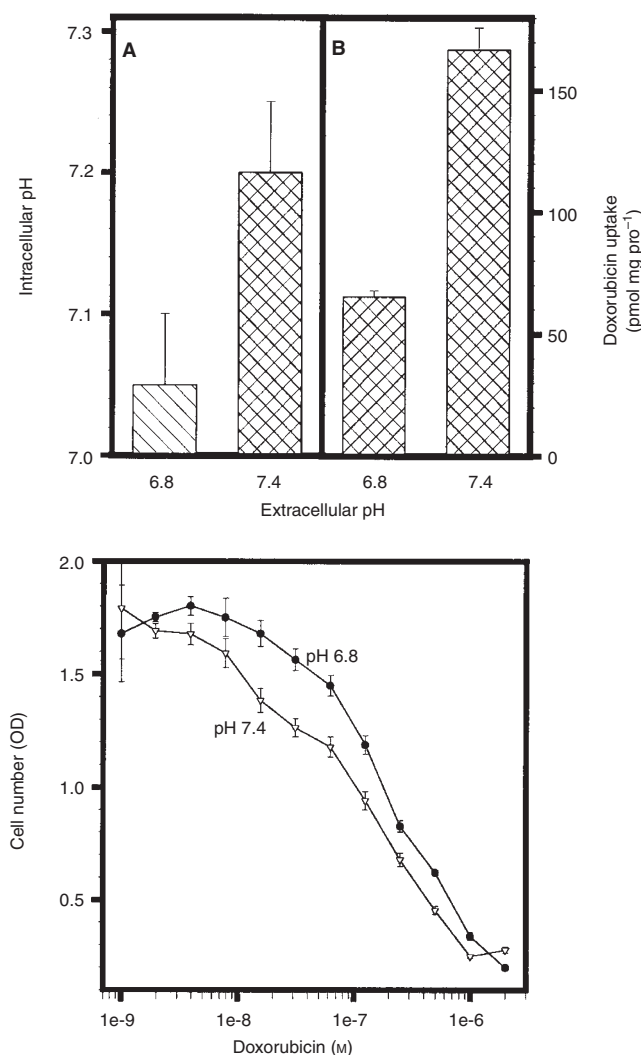 7.3
A
B
150
7.2
100
7.1
50
7.0
0
6.8
7.4
6.8
7.4
Intracellular pH
Doxorubicin uptake
(pmol mg pro⁻¹)
Extracellular pH
2.0
1.5
1.0
0.5
pH 6.8
pH 7.4
Cell number (OD)
1e-9
1e-8
1e-7
1e-6
Doxorubicin (M)